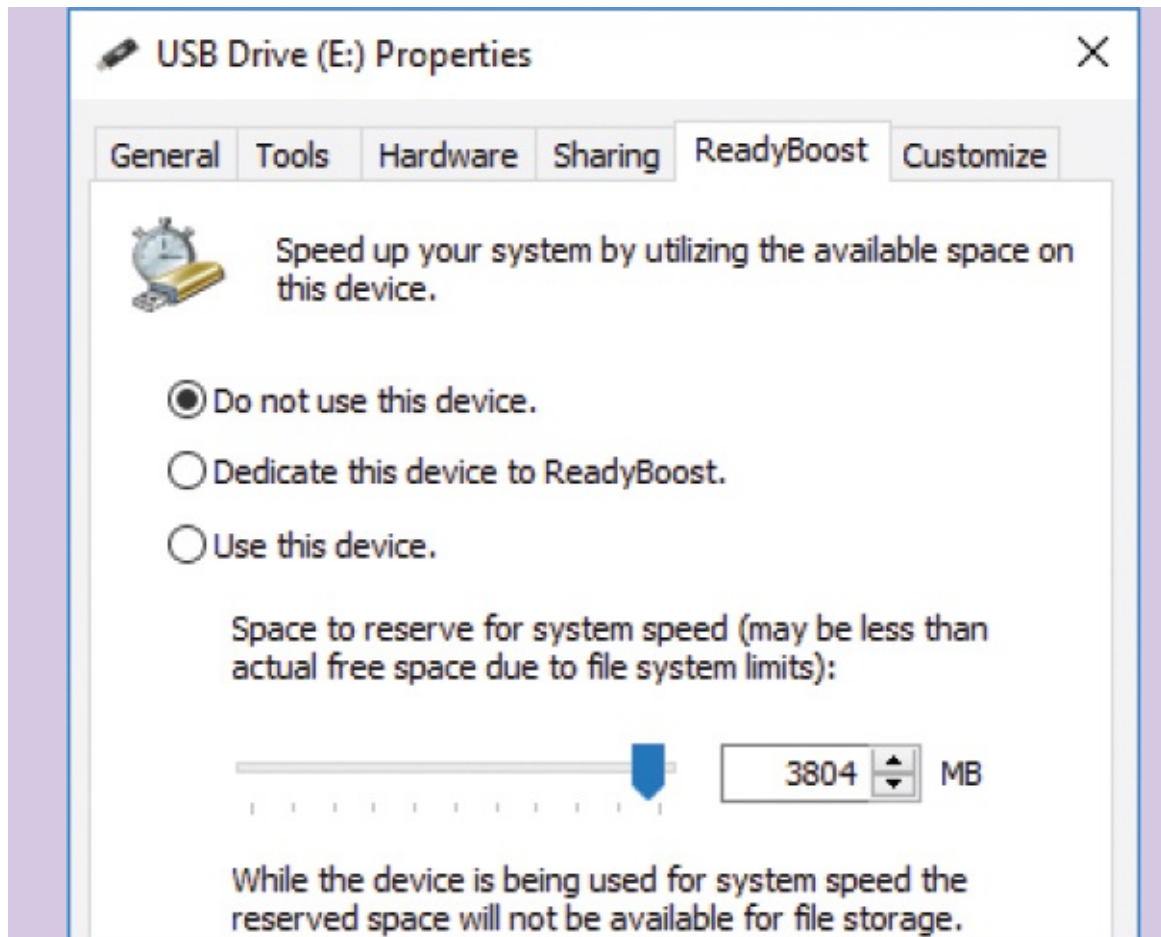 USB Drive (E:) Properties
General Tools Hardware Sharing ReadyBoost Customize
Speed up your system by utilizing the available space on
this device.
Do not use this device.
Dedicate this device to ReadyBoost.
Use this device.
Space to reserve for system speed (may be less than
actual free space due to file system limits):
3804 MB
While the device is being used for system speed the
reserved space will not be available for file storage.